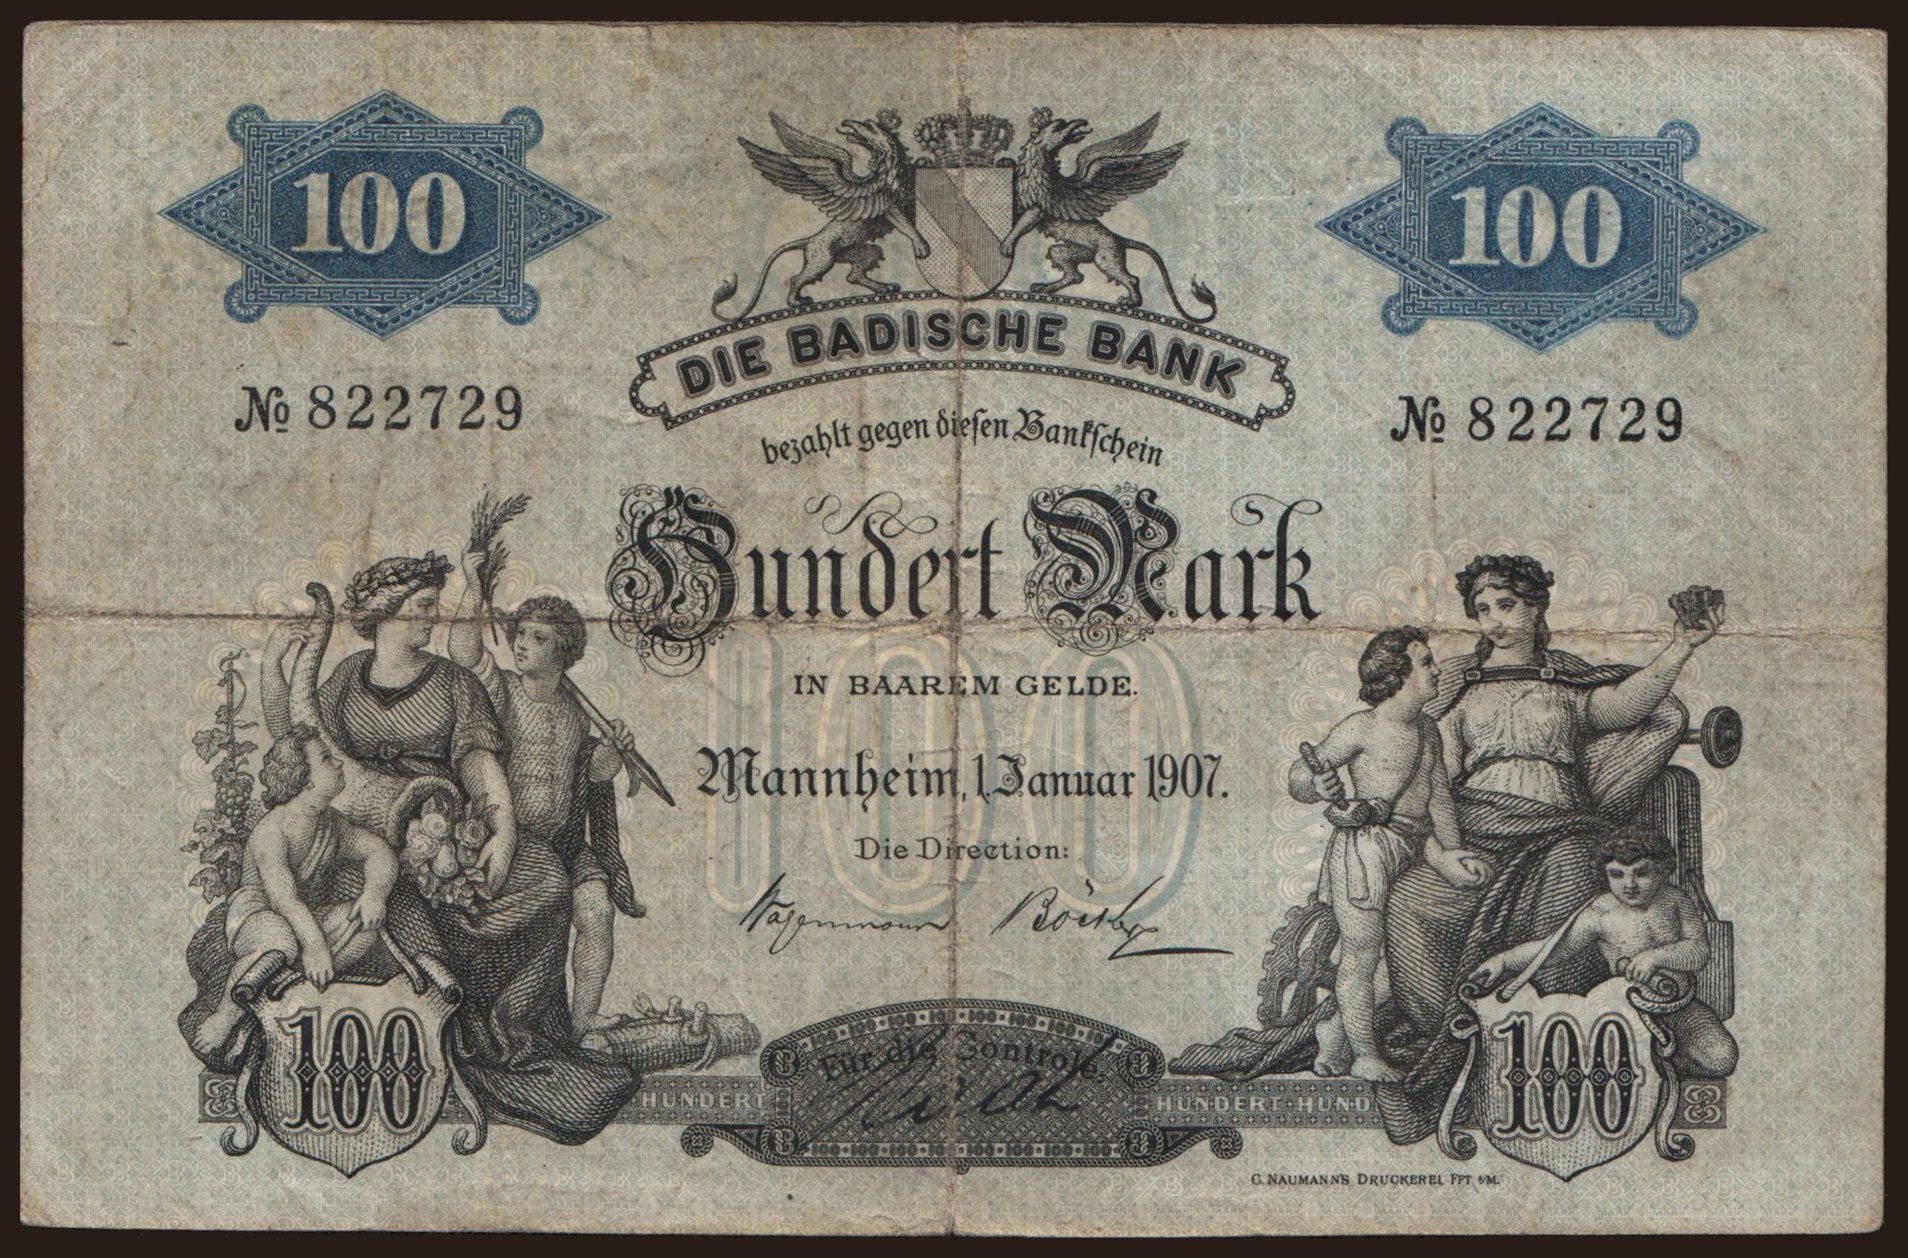 100
100
DIE BADISCHE BANK
№ 822729
№ 822729
bezahlt gegen diesen Bankschein
Hundert Mark
100
IN BAAREM GELDE.
Mannheim, 1. Januar 1907.
Die Direction:
100
Für die Controle,
100
HUNDERT
HUNDERT HUND
C. NAUMANN'S DRUCKEREI, FFT a/M.